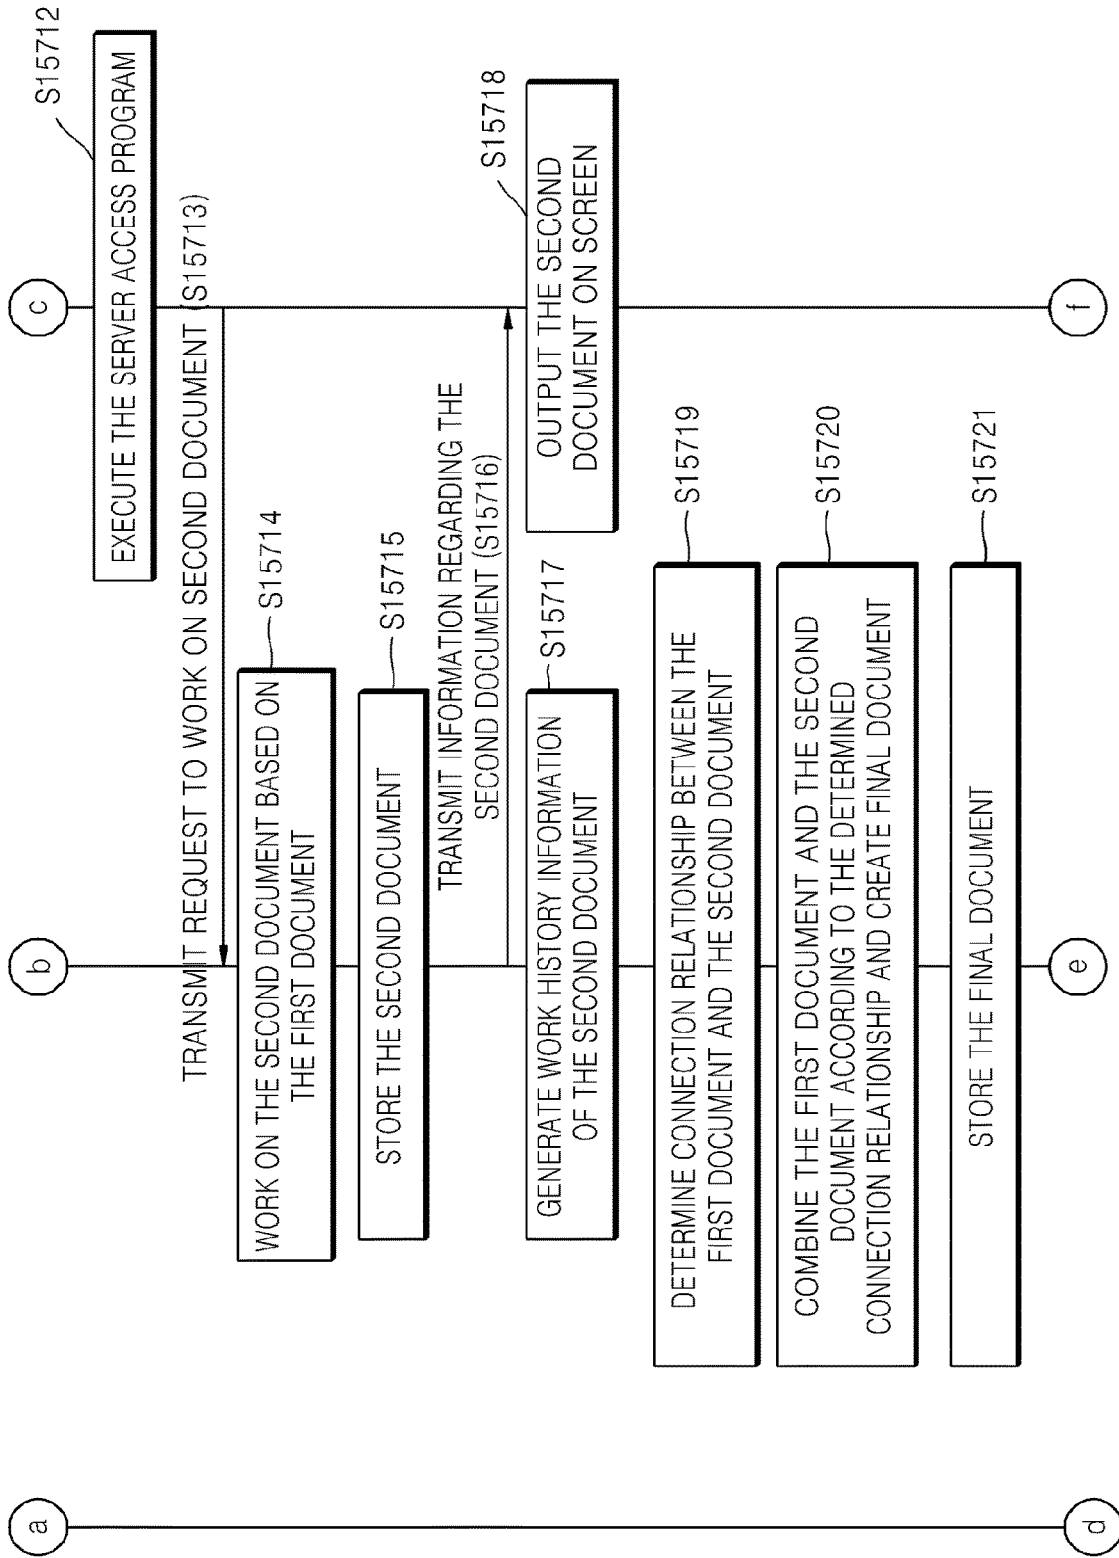 a
b
c
EXECUTE THE SERVER ACCESS PROGRAM
S15712
TRANSMIT REQUEST TO WORK ON SECOND DOCUMENT (S15713)
WORK ON THE SECOND DOCUMENT BASED ON
THE FIRST DOCUMENT
S15714
STORE THE SECOND DOCUMENT
S15715
TRANSMIT INFORMATION REGARDING THE
SECOND DOCUMENT (S15716)
GENERATE WORK HISTORY INFORMATION
OF THE SECOND DOCUMENT
S15717
OUTPUT THE SECOND
DOCUMENT ON SCREEN
S15718
DETERMINE CONNECTION RELATIONSHIP BETWEEN THE
FIRST DOCUMENT AND THE SECOND DOCUMENT
S15719
COMBINE THE FIRST DOCUMENT AND THE SECOND
DOCUMENT ACCORDING TO THE DETERMINED
CONNECTION RELATIONSHIP AND CREATE FINAL DOCUMENT
S15720
STORE THE FINAL DOCUMENT
S15721
d
e
f